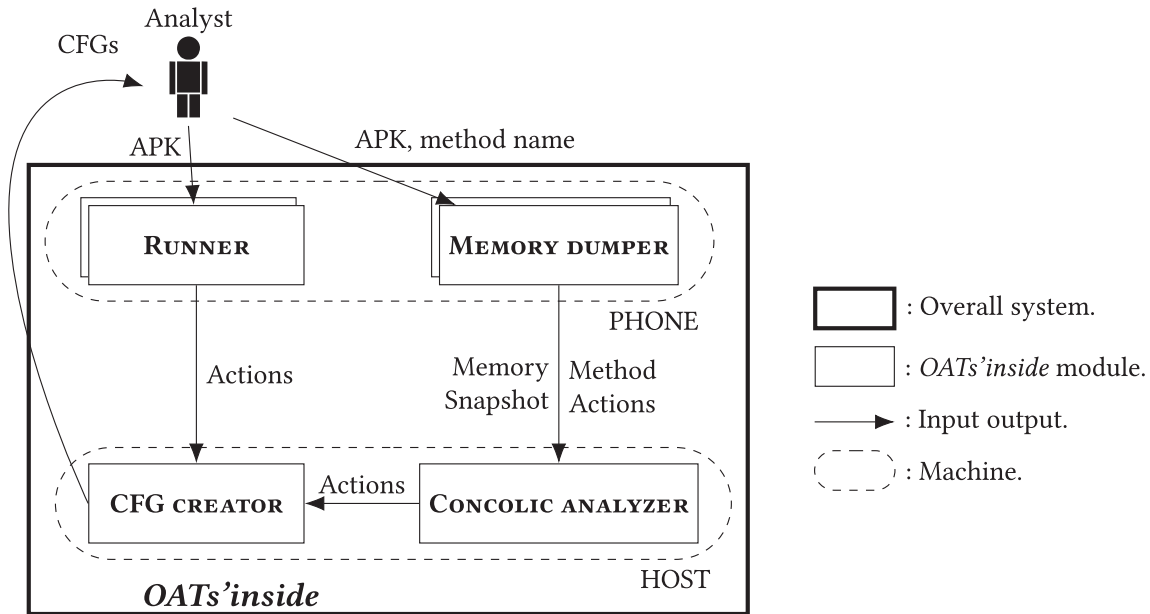 Analyst
CFGs
APK
APK, method name
RUNNER
MEMORY DUMPER
PHONE
Actions
Memory
Snapshot
Method
Actions
CFG CREATOR
Actions
CONCOLIC ANALYZER
HOST
OATs'inside
: Overall system.
: OATs'inside module.
: Input output.
: Machine.